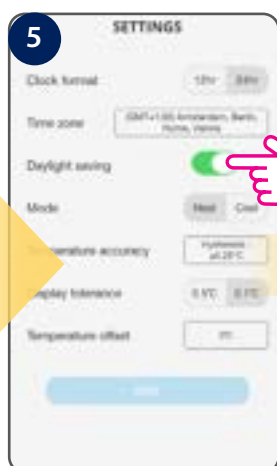 5
SETTINGS
Clock format 12hr 24hr
Time zone (GMT+1:00) Amsterdam, Berlin,
Rome, Vienna
Daylight saving
Mode Heat Cool
Temperature accuracy Hysteresis
±0.25°C
Display tolerance 0.5°C 0.1°C
Temperature offset